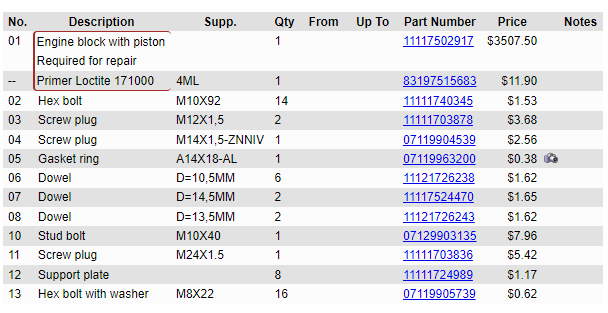 No. Description Supp. Qty From Up To Part Number Price Notes
01 Engine block with piston 1 11117502917 $3507.50
Required for repair
-- Primer Loctite 171000 4ML 1 83197515683 $11.90
02 Hex bolt M10X92 14 11111740345 $1.53
03 Screw plug M12X1,5 2 11111703878 $3.68
04 Screw plug M14X1,5-ZNNIV 1 07119904539 $2.56
05 Gasket ring A14X18-AL 1 07119963200 $0.38
06 Dowel D=10,5MM 6 11121726238 $1.62
07 Dowel D=14,5MM 2 11117524470 $1.65
08 Dowel D=13,5MM 2 11121726243 $1.62
10 Stud bolt M10X40 1 07129903135 $7.96
11 Screw plug M24X1.5 1 11111703836 $5.42
12 Support plate 8 11111724989 $1.17
13 Hex bolt with washer M8X22 16 07119905739 $0.62